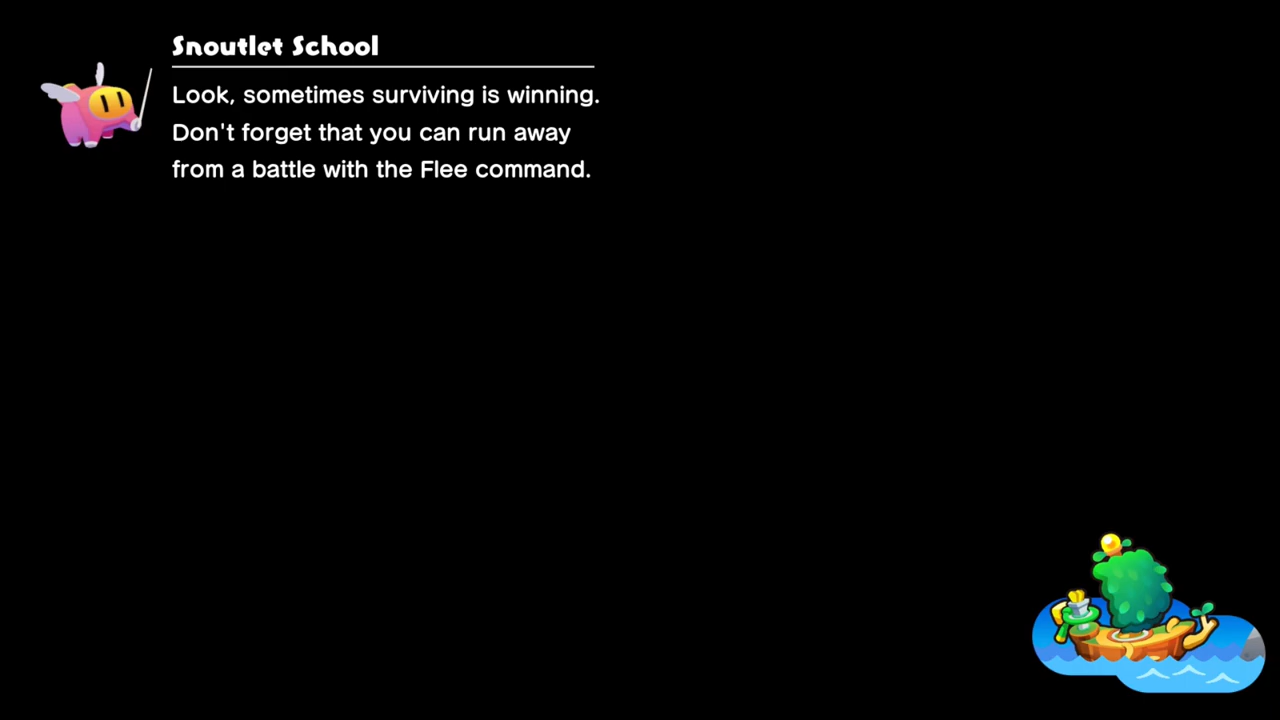 Snoutlet School
Look, sometimes surviving is winning.
Don't forget that you can run away
from a battle with the Flee command.